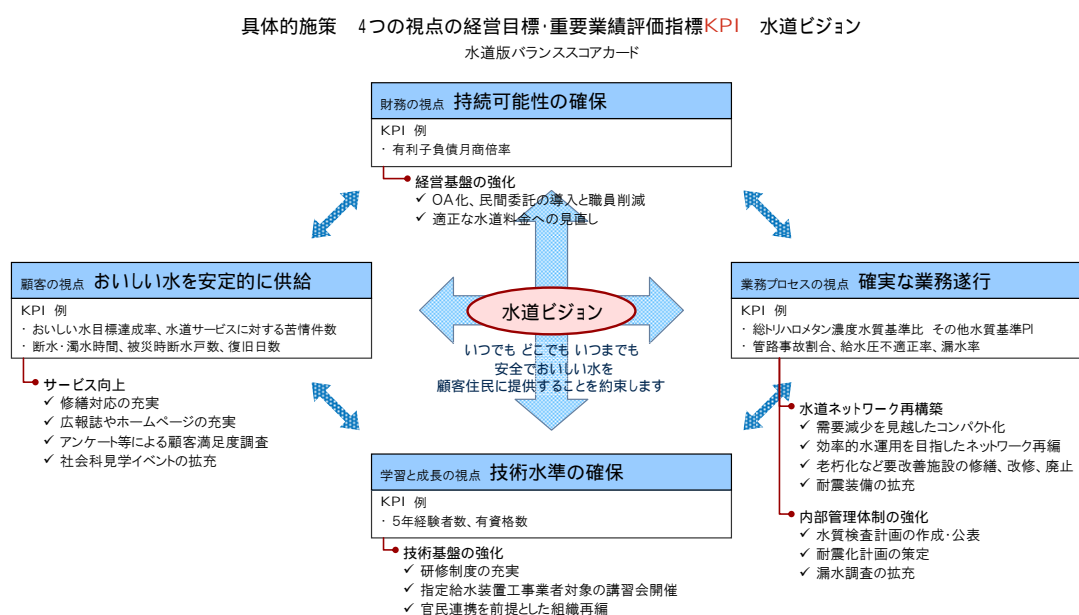 具体的施策　4つの視点の経営目標・重要業績評価指標KPI　水道ビジョン
水道版バランススコアカード
財務の視点 持続可能性の確保
KPI 例
・ 有利子負債月商倍率
経営基盤の強化
✓ OA化、民間委託の導入と職員削減
✓ 適正な水道料金への見直し
顧客の視点 おいしい水を安定的に供給
KPI 例
・ おいしい水目標達成率、水道サービスに対する苦情件数
・ 断水・濁水時間、被災時断水戸数、復旧日数
サービス向上
✓ 修繕対応の充実
✓ 広報誌やホームページの充実
✓ アンケート等による顧客満足度調査
✓ 社会科見学イベントの拡充
水道ビジョン
いつでも どこでも いつまでも
安全でおいしい水を
顧客住民に提供することを約束します
業務プロセスの視点 確実な業務遂行
KPI 例
・ 総トリハロメタン濃度水質基準比 その他水質基準PI
・ 管路事故割合、給水圧不適正率、漏水率
水道ネットワーク再構築
✓ 需要減少を見越したコンパクト化
✓ 効率的水運用を目指したネットワーク再編
✓ 老朽化など要改善施設の修繕、改修、廃止
✓ 耐震装備の拡充
内部管理体制の強化
✓ 水質検査計画の作成・公表
✓ 耐震化計画の策定
✓ 漏水調査の拡充
学習と成長の視点 技術水準の確保
KPI 例
・ 5年経験者数、有資格数
技術基盤の強化
✓ 研修制度の充実
✓ 指定給水装置工事業者対象の講習会開催
✓ 官民連携を前提とした組織再編